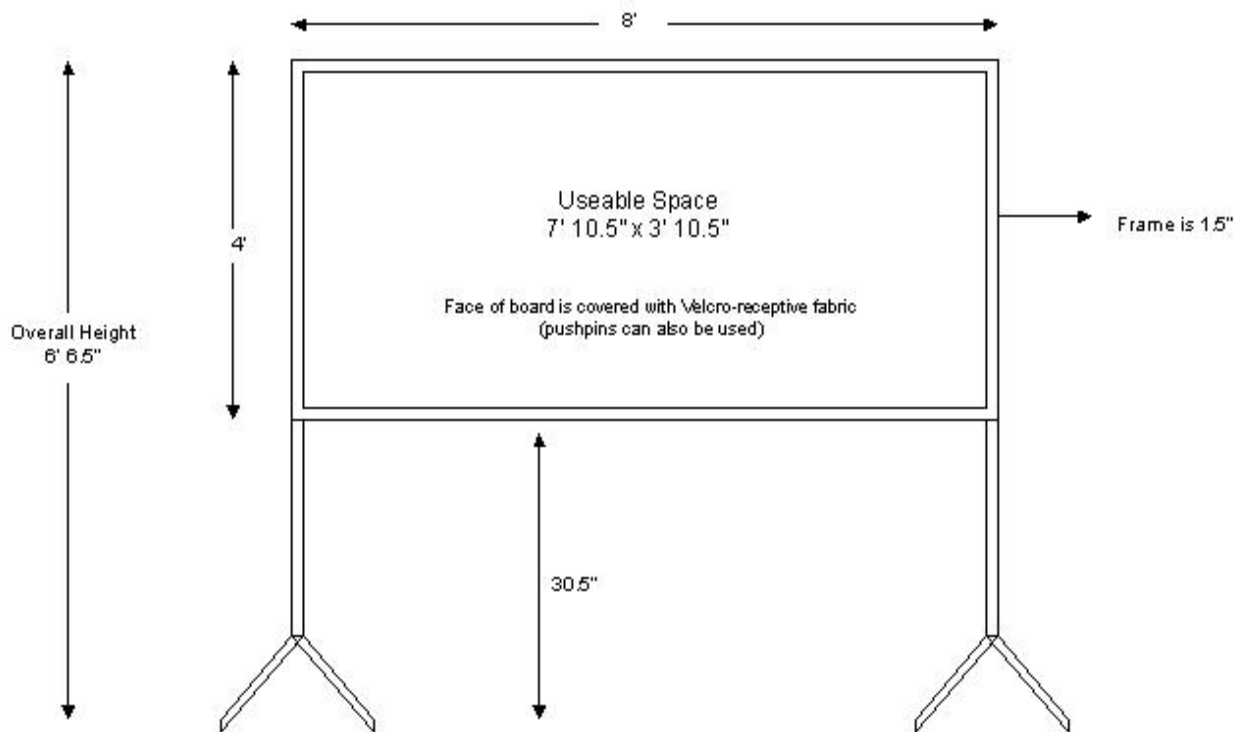 8'
Useable Space
7' 10.5" x 3' 10.5"
Frame is 1.5"
4'
Face of board is covered with Velcro-receptive fabric
(pushpins can also be used)
Overall Height
6' 6.5"
30.5"